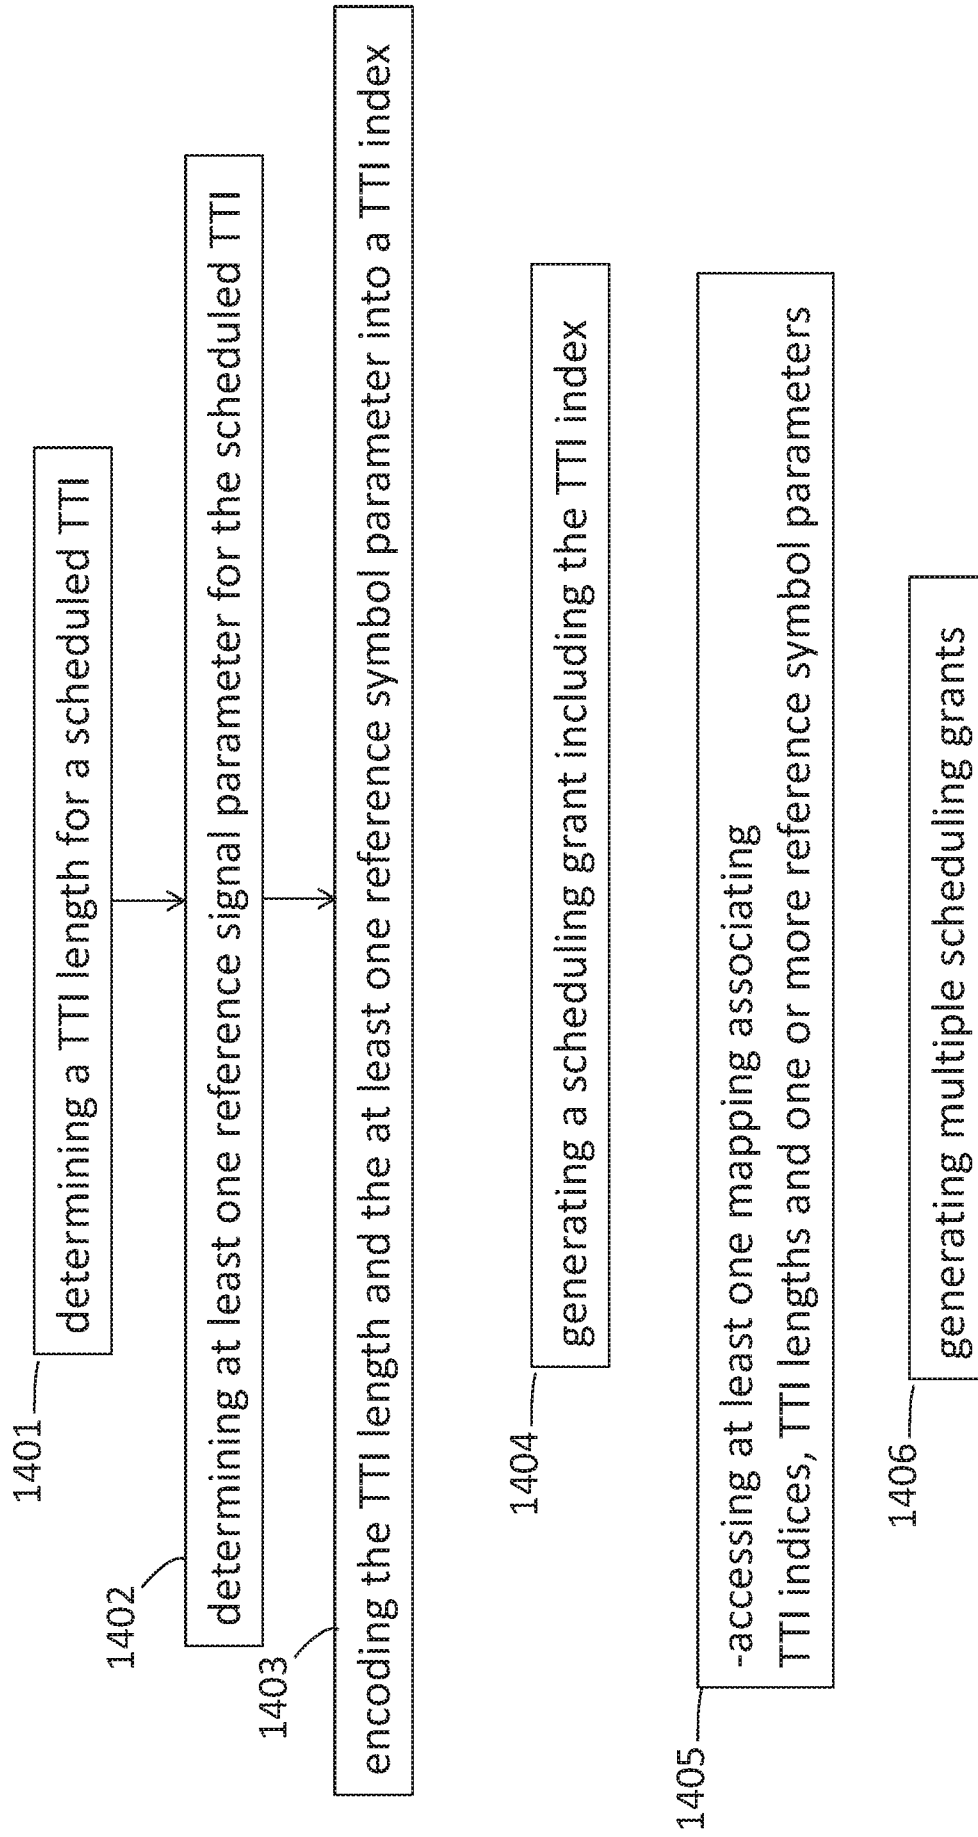 1401
determining a TTI length for a scheduled TTI
1402
determining at least one reference signal parameter for the scheduled TTI
1403
encoding the TTI length and the at least one reference symbol parameter into a TTI index
1404
generating a scheduling grant including the TTI index
1405
-accessing at least one mapping associating
TTI indices, TTI lengths and one or more reference symbol parameters
1406
generating multiple scheduling grants